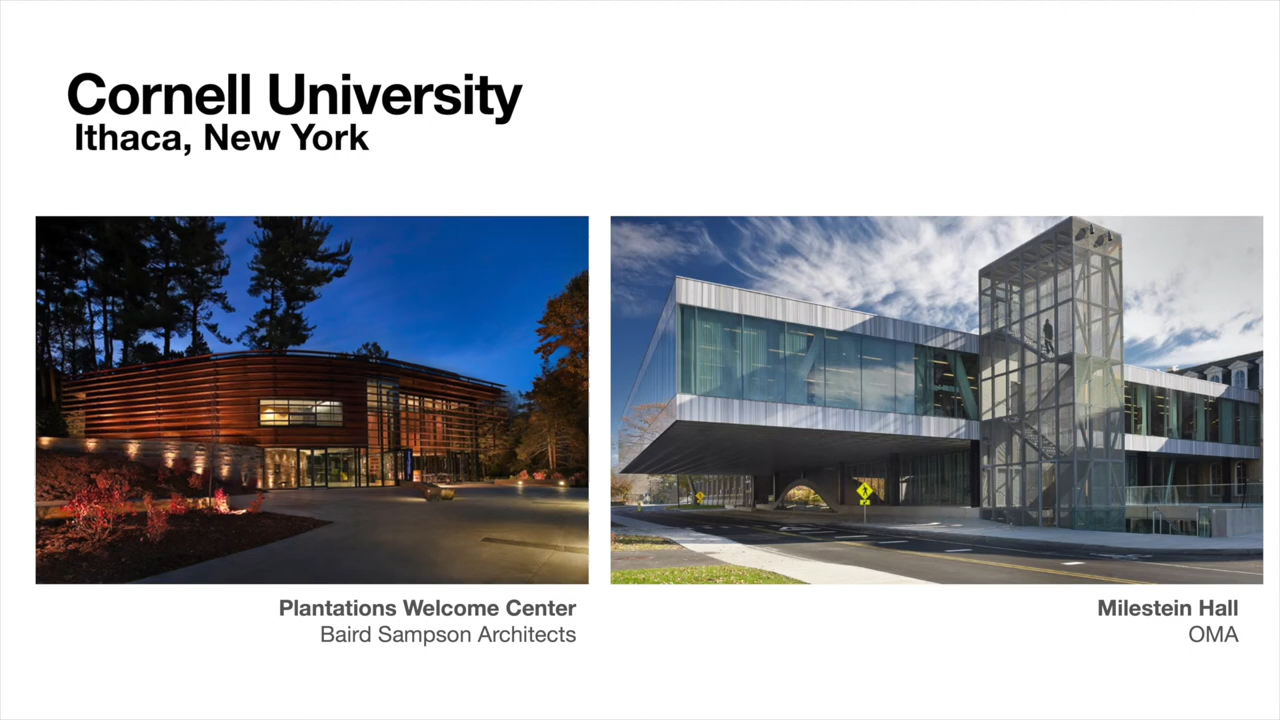 Cornell University
Ithaca, New York
Plantations Welcome Center
Baird Sampson Architects
Milestein Hall
OMA